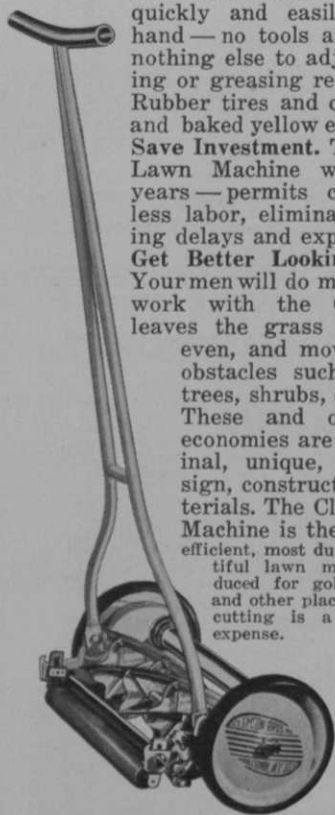 quickly and easil
hand — no tools a
nothing else to adj
ing or greasing re
Rubber tires and c
and baked yellow e
Save Investment. T
Lawn Machine w
years — permits c
less labor, elimina
ing delays and exp
Get Better Lookin
Your men will do m
work with the
leaves the grass
even, and mov
obstacles such
trees, shrubs,
These and o
economies are
inal, unique,
sign, construct
terials. The Cl
Machine is the
efficient, most du
tiful lawn m
duced for gol
and other plac
cutting is a
expense.
CLEMSON BROS